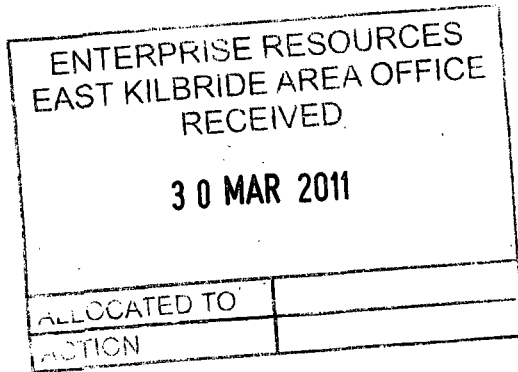 ENTERPRISE RESOURCES
EAST KILBRIDE AREA OFFICE
RECEIVED
30 MAR 2011
ALLOCATED TO
ACTION